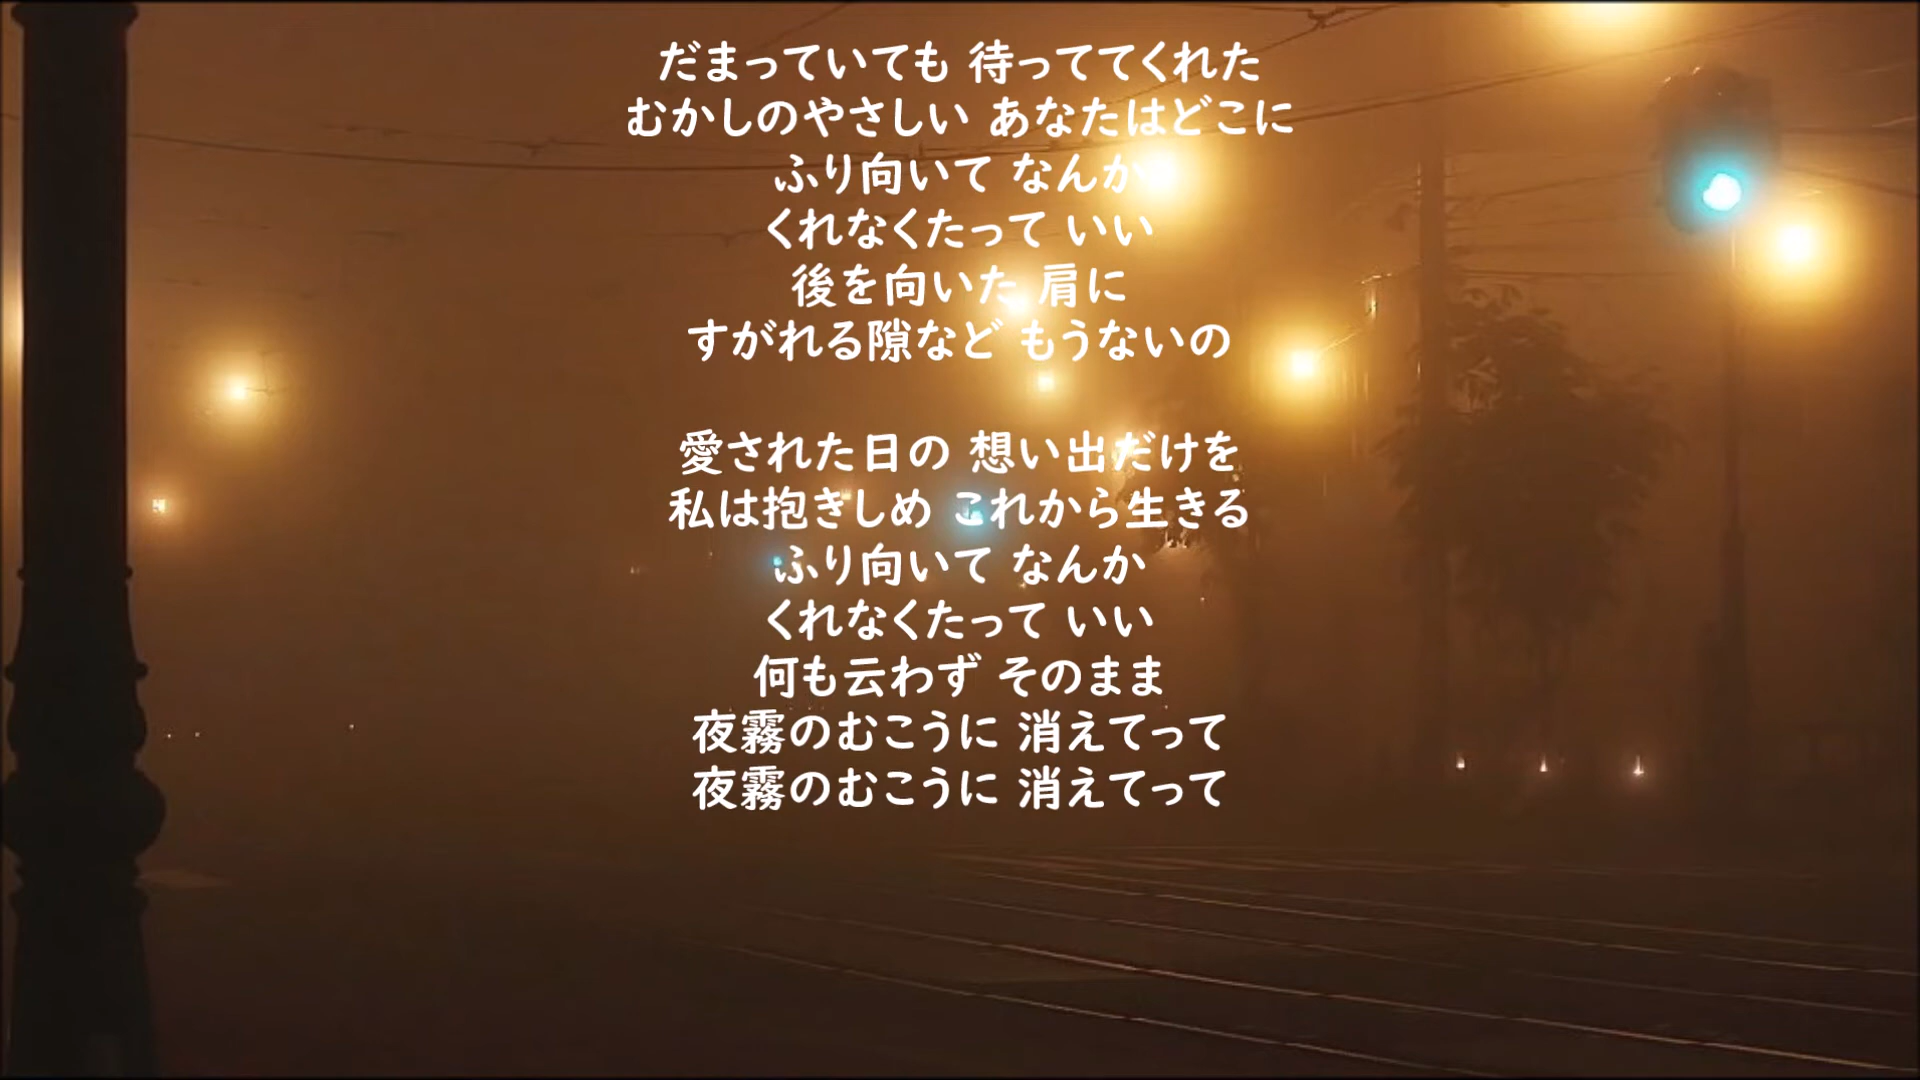 だまっていても 待っててくれた
むかしのやさしい あなたはどこに
ふり向いて なんか
くれなくたって いい
後を向いた 肩に
すがれる隙など もうないの
愛された日の 想い出だけを
私は抱きしめ これから生きる
ふり向いて なんか
くれなくたって いい
何も云わず そのまま
夜霧のむこうに 消えてって
夜霧のむこうに 消えてって